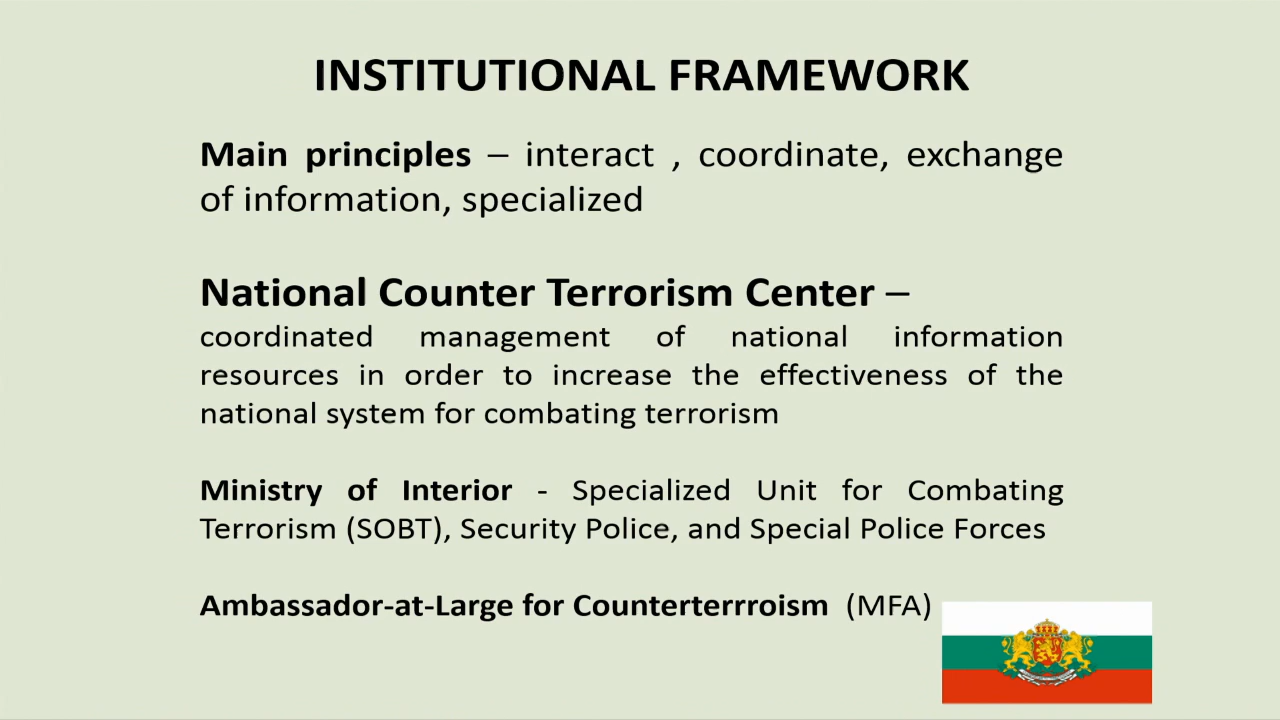 INSTITUTIONAL FRAMEWORK
Main principles – interact , coordinate, exchange
of information, specialized
National Counter Terrorism Center –
coordinated management of national information
resources in order to increase the effectiveness of the
national system for combating terrorism
Ministry of Interior - Specialized Unit for Combating
Terrorism (SOBT), Security Police, and Special Police Forces
Ambassador-at-Large for Counterterrroism (MFA)